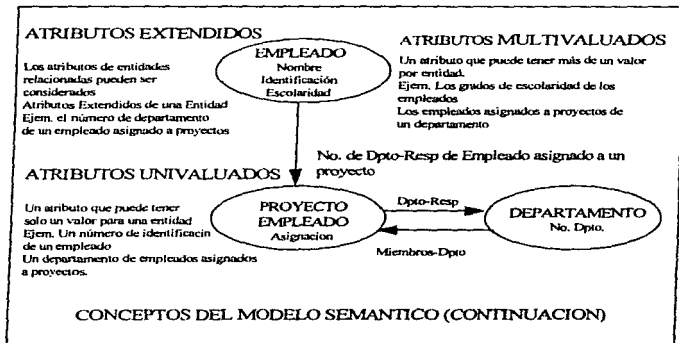 ATRIBUTOS EXTENDIDOS
Los atributos de entidades
relacionadas pueden ser
considerados
Atributos Extendidos de una Entidad
Ejem. el número de departamento
de un empleado asignado a proyectos
EMPLEADO
Nombre
Identificación
Escolaridad
ATRIBUTOS MULTIVALUADOS
Un atributo que puede tener más de un valor
por entidad.
Ejem. Los grados de escolaridad de los
empleados
Los empleados asignados a proyectos de
un departamento
No. de Dpto-Resp de Empleado asignado a un
proyecto
ATRIBUTOS UNIVALUADOS
Un atributo que puede tener
solo un valor para una entidad
Ejem. Un número de identificacin
de un empleado
Un departamento de empleados asignados
a proyectos.
PROYECTO
EMPLEADO
Asignacion
Dpto-Resp
Miembros-Dpto
DEPARTAMENTO
No. Dpto.
CONCEPTOS DEL MODELO SEMANTICO (CONTINUACION)